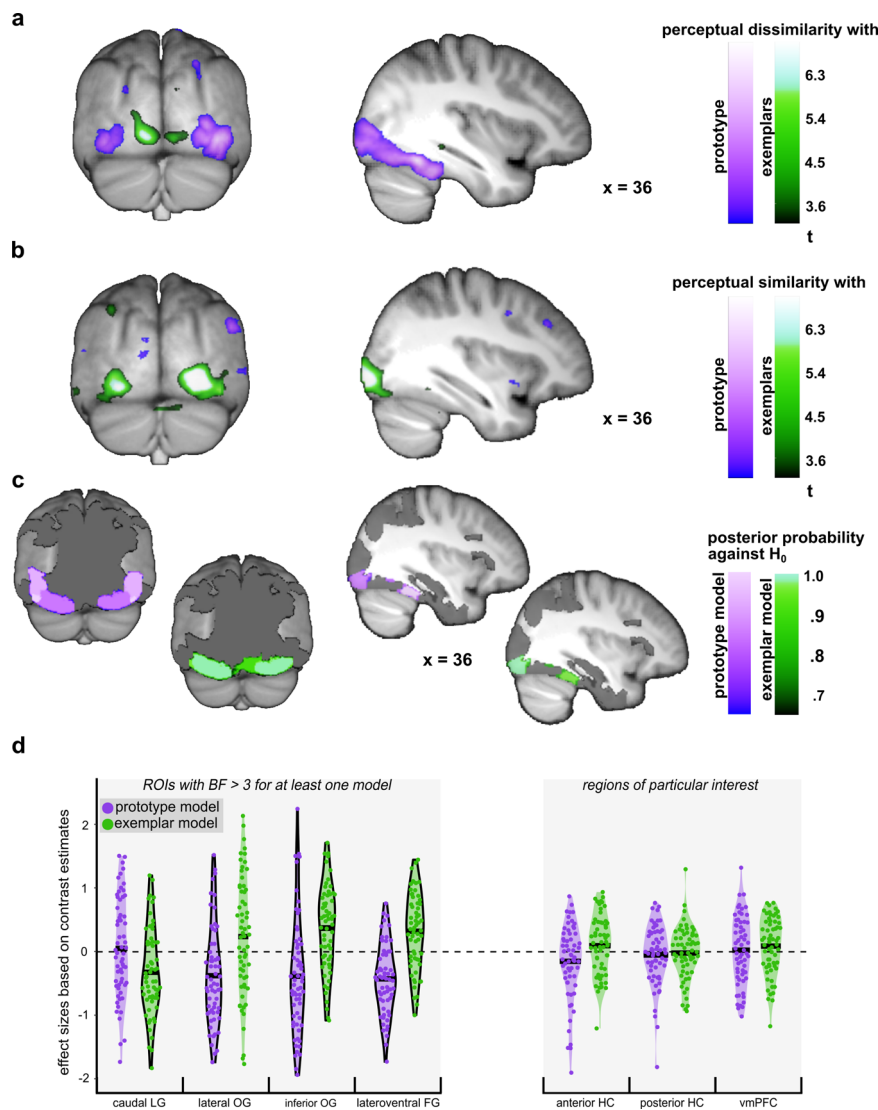 a
perceptual dissimilarity with
prototype
exemplars
6.3
5.4
4.5
3.6
t
x = 36
b
perceptual similarity with
prototype
exemplars
6.3
5.4
4.5
3.6
t
x = 36
c
posterior probability
against H₀
prototype model
exemplar model
1.0
.9
.8
.7
x = 36
d
ROIs with BF > 3 for at least one model
regions of particular interest
prototype model
exemplar model
effect sizes based on contrast estimates
2
1
0
-1
-2
caudal LG
lateral OG
inferior OG
lateroventral FG
anterior HC
posterior HC
vmPFC